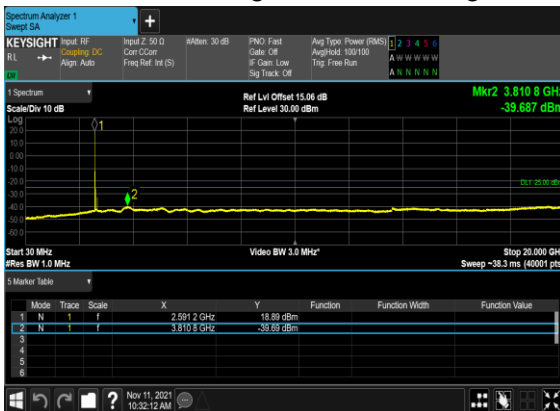 Spectrum Analyzer 1
Swept SA
+
KEYSIGHT Input: RF Input Z: 50 Ω #Atten: 30 dB PNO: Fast Avg Type: Power (RMS) 1 2 3 4 5 6
RL Coupling: DC Corr CCorr Gate: Off Avg|Hold: 100/100 A W W W W W
Align: Auto Freq Ref: Int (S) IF Gain: Low Trig: Free Run
Sig Track: Off A N N N N N
1 Spectrum Ref Lvl Offset 15.06 dB Mkr2 3.810 8 GHz
Scale/Div 10 dB Ref Level 30.00 dBm -39.687 dBm
Log
20.0 1
10.0
0.00
-10.0
-20.0 DL1 -25.00 dBm
-30.0
-40.0 2
-50.0
-60.0
Start 30 MHz Video BW 3.0 MHz* Stop 20.000 GHz
#Res BW 1.0 MHz Sweep ~38.3 ms (40001 pts)
5 Marker Table
Mode Trace Scale X Y Function Function Width Function Value
1 N 1 f 2.591 2 GHz 18.89 dBm
2 N 1 f 3.810 8 GHz -39.69 dBm
3
4
5
6
? Nov 11, 2021
10:32:12 AM